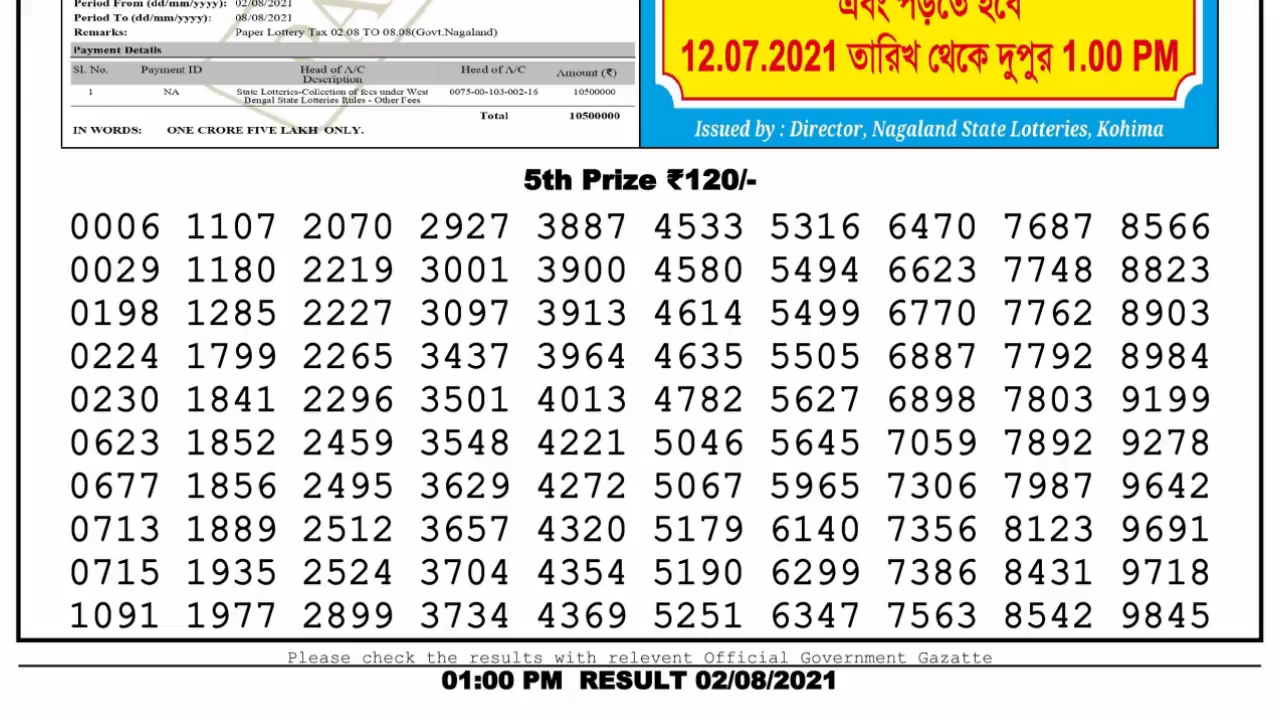 Period From (dd/mm/yyyy): 02/08/2021
Period To (dd/mm/yyyy): 08/08/2021
Remarks: Paper Lottery Tax 02.08 TO 08.08(Govt.Nagaland)
Payment Details
Sl. No. Payment ID Head of A/C Description Head of A/C Amount (₹)
1 NA State Lotteries-Collection of fees under West Bengal State Lotteries Rules - Other Fees 0075-00-103-002-16 10500000
Total 10500000
IN WORDS: ONE CRORE FIVE LAKH ONLY.
এবং পড়তে হবে
12.07.2021 তারিখ থেকে দুপুর 1.00 PM
Issued by : Director, Nagaland State Lotteries, Kohima
5th Prize ₹120/-
0006 1107 2070 2927 3887 4533 5316 6470 7687 8566
0029 1180 2219 3001 3900 4580 5494 6623 7748 8823
0198 1285 2227 3097 3913 4614 5499 6770 7762 8903
0224 1799 2265 3437 3964 4635 5505 6887 7792 8984
0230 1841 2296 3501 4013 4782 5627 6898 7803 9199
0623 1852 2459 3548 4221 5046 5645 7059 7892 9278
0677 1856 2495 3629 4272 5067 5965 7306 7987 9642
0713 1889 2512 3657 4320 5179 6140 7356 8123 9691
0715 1935 2524 3704 4354 5190 6299 7386 8431 9718
1091 1977 2899 3734 4369 5251 6347 7563 8542 9845
Please check the results with relevent Official Government Gazatte
01:00 PM RESULT 02/08/2021